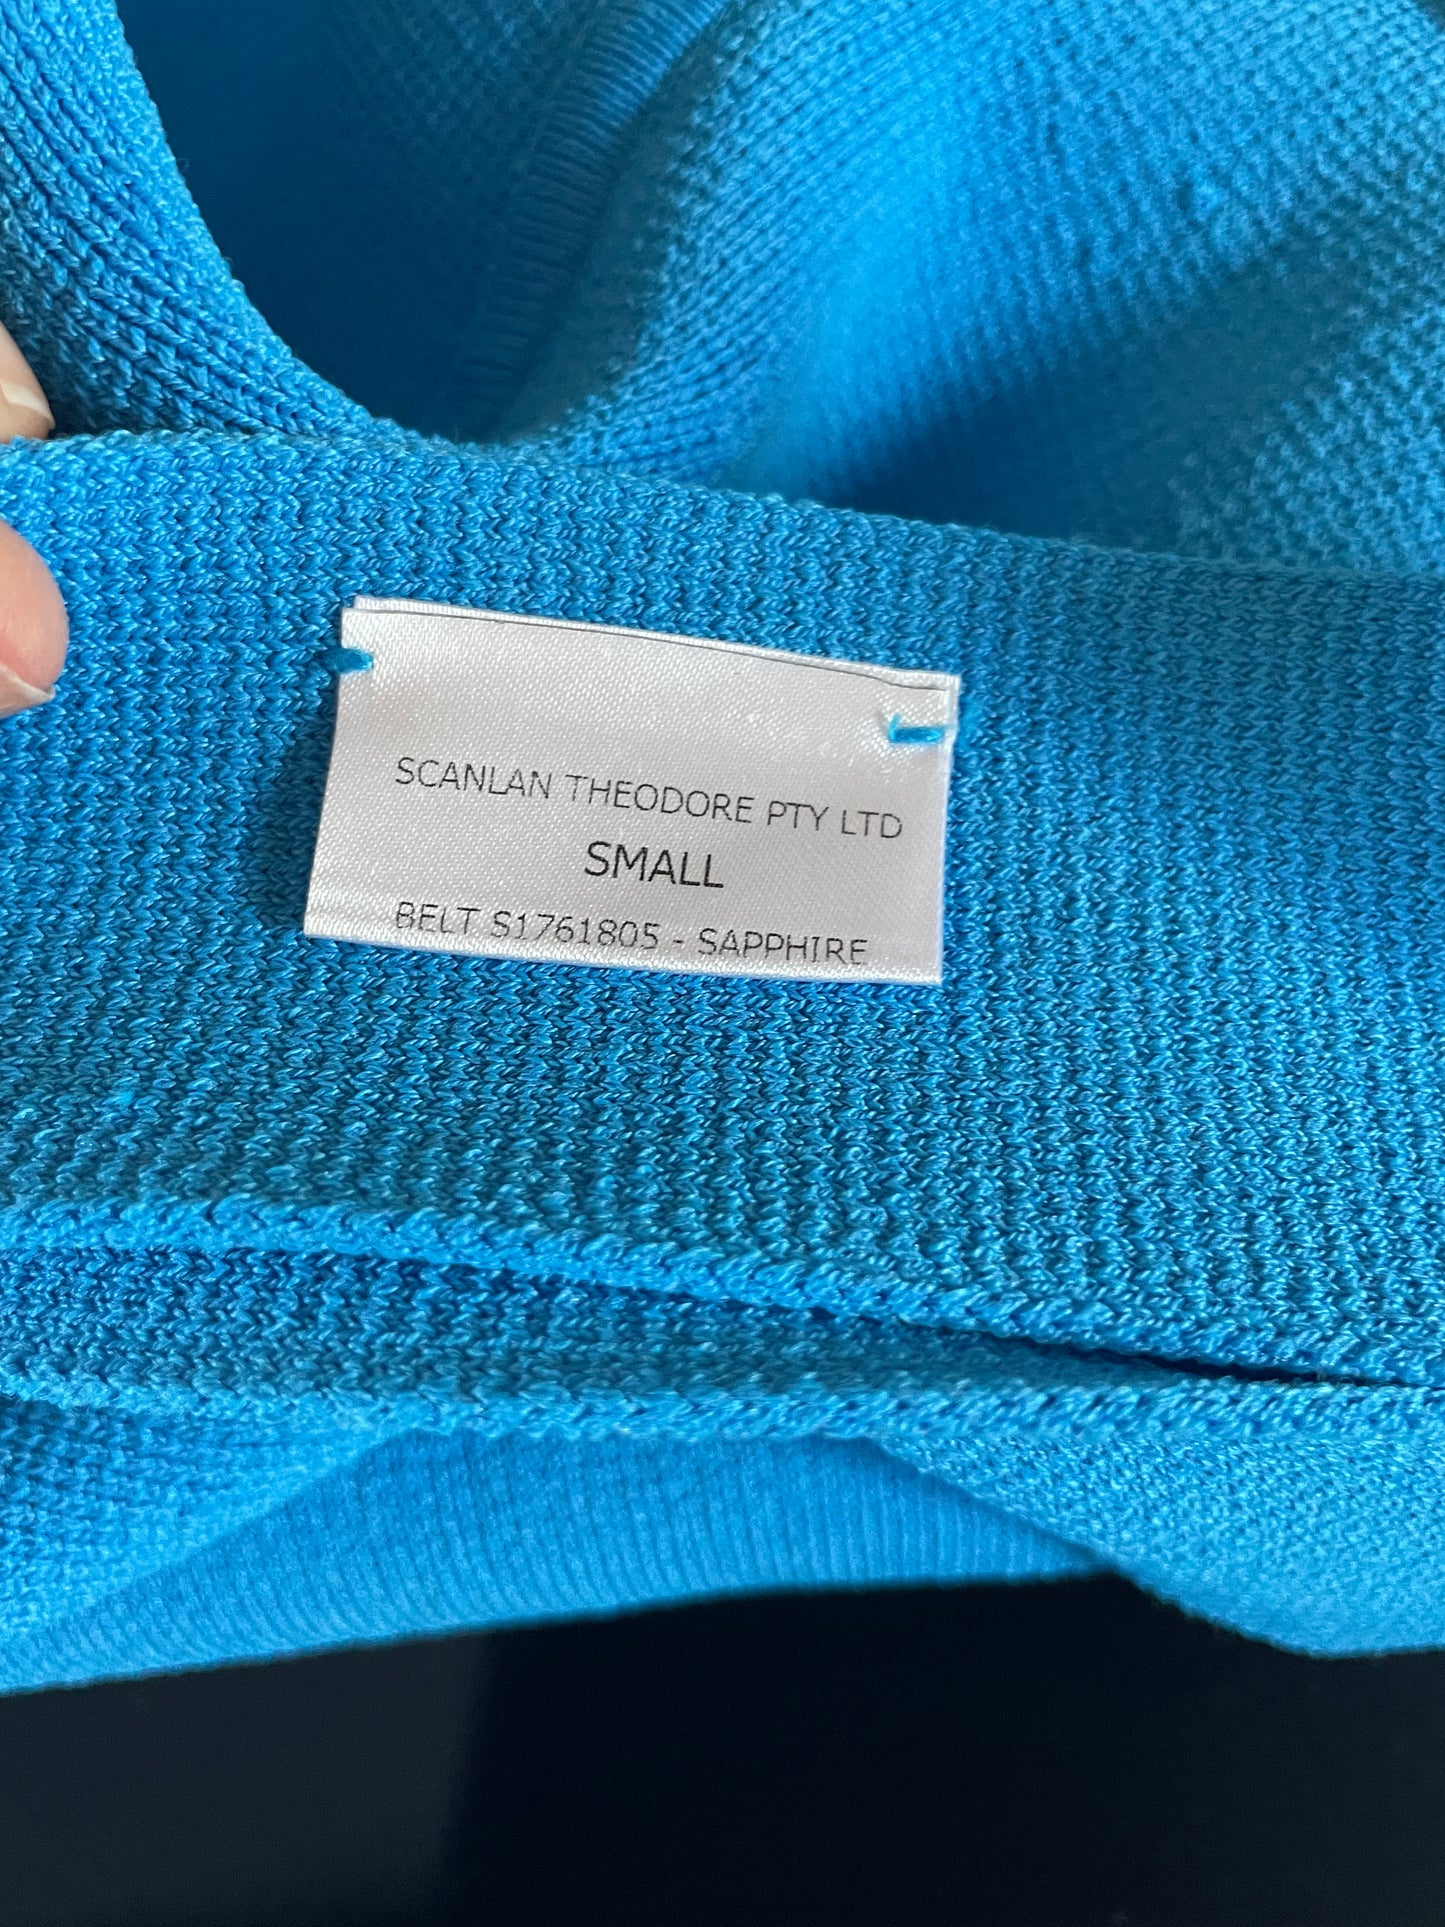 SCANLAN THEODORE PTY LTD
SMALL
BELT S1761805 - SAPPHIRE